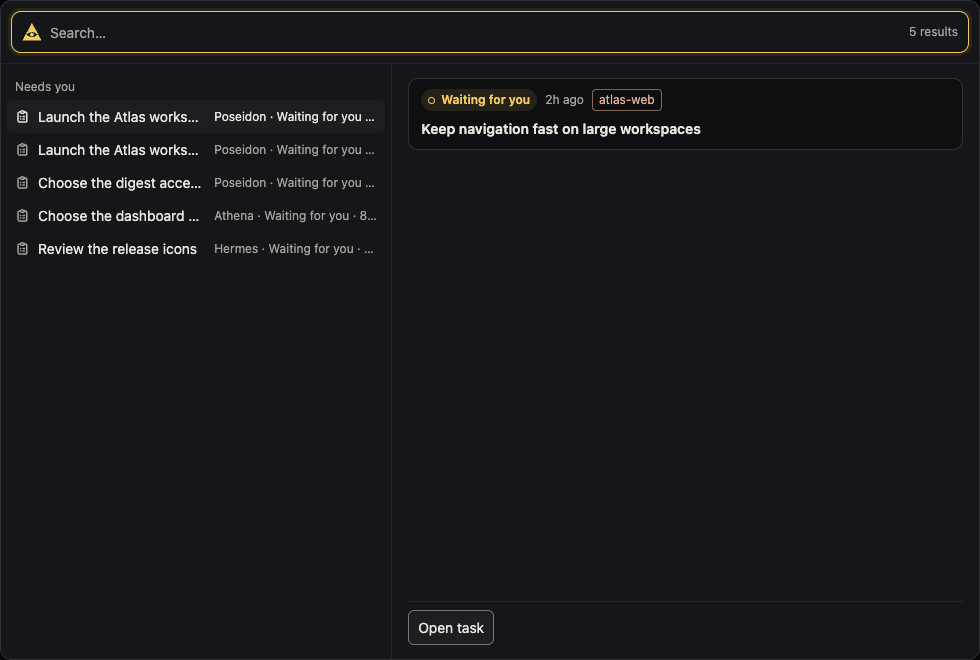 Search...
5 results
Needs you
Launch the Atlas works... Poseidon · Waiting for you ...
Launch the Atlas works... Poseidon · Waiting for you ...
Choose the digest acce... Poseidon · Waiting for you ...
Choose the dashboard ... Athena · Waiting for you · 8...
Review the release icons Hermes · Waiting for you · ...
Waiting for you 2h ago atlas-web
Keep navigation fast on large workspaces
Open task